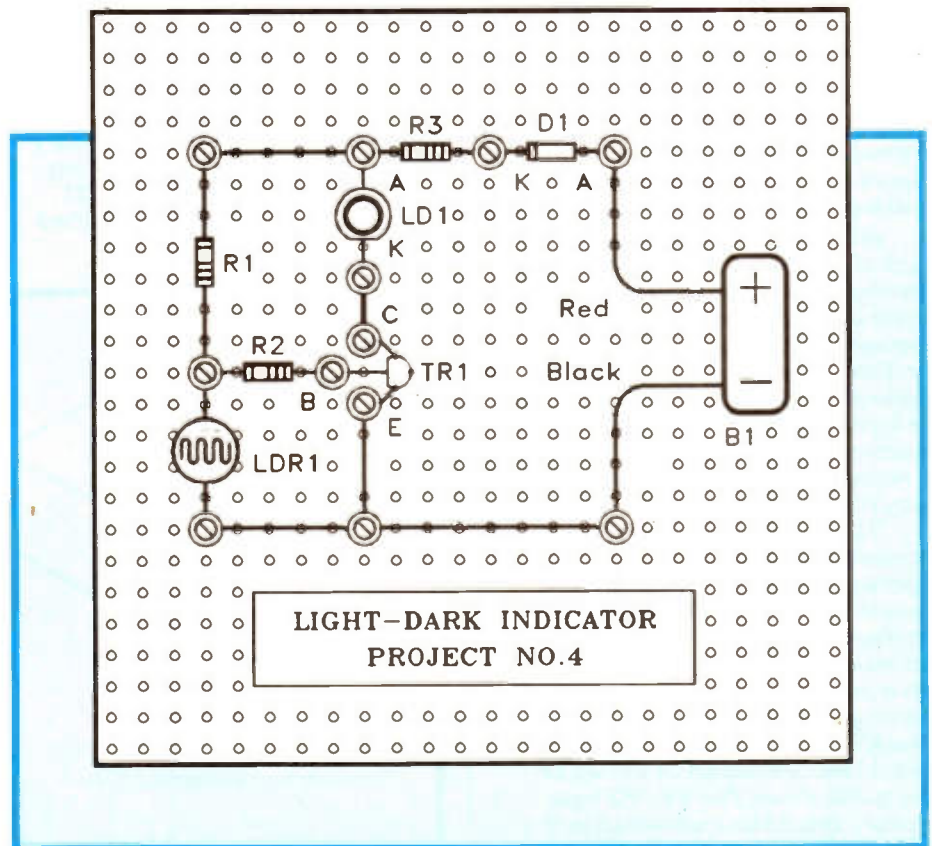 R3 D1
A K A
LD1
K
R1
Red
+
C
R2
TR1
Black
B
−
E
B1
LDR1
LIGHT−DARK INDICATOR
PROJECT NO.4